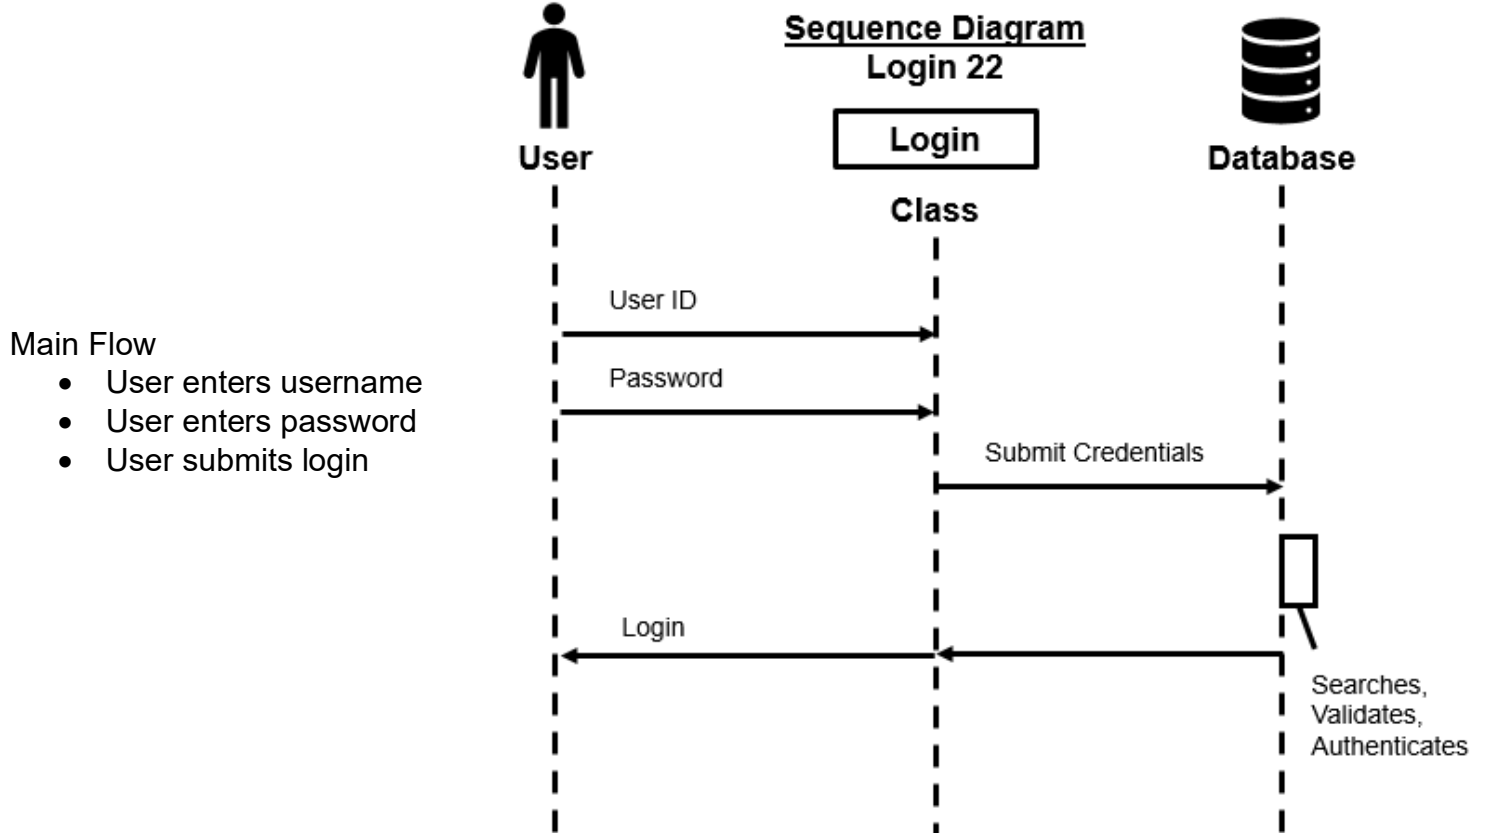 Sequence Diagram
Login 22
Login
User
Class
Database
User ID
Main Flow
• User enters username
• User enters password
• User submits login
Password
Submit Credentials
Login
Searches,
Validates,
Authenticates